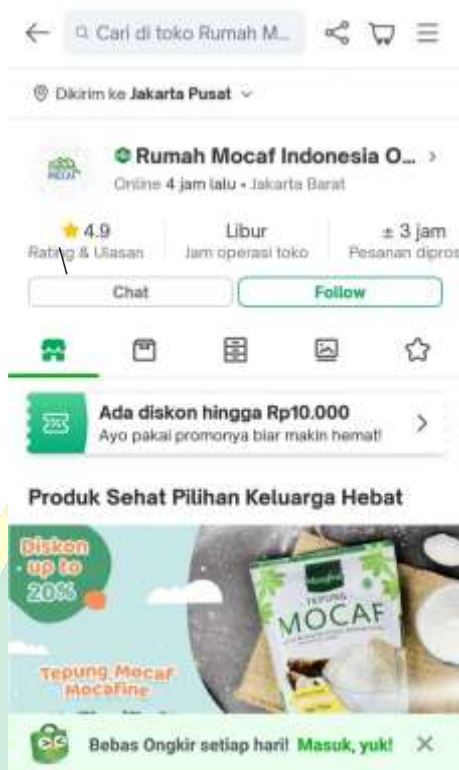 Cari di toko Rumah M...
Dikirim ke Jakarta Pusat
Rumah Mocaf Indonesia O...
Online 4 jam lalu • Jakarta Barat
4.9 Libur ± 3 jam
Rating & Ulasan Jam operasi toko Pesanan dipros
Chat Follow
Ada diskon hingga Rp10.000
Ayo pakai promonya biar makin hemat!
Produk Sehat Pilihan Keluarga Hebat
Diskon
up to
20%
TEPUNG
MOCAF
Tepung Mocaf
Mocafine
Bebas Ongkir setiap hari! Masuk, yuk!